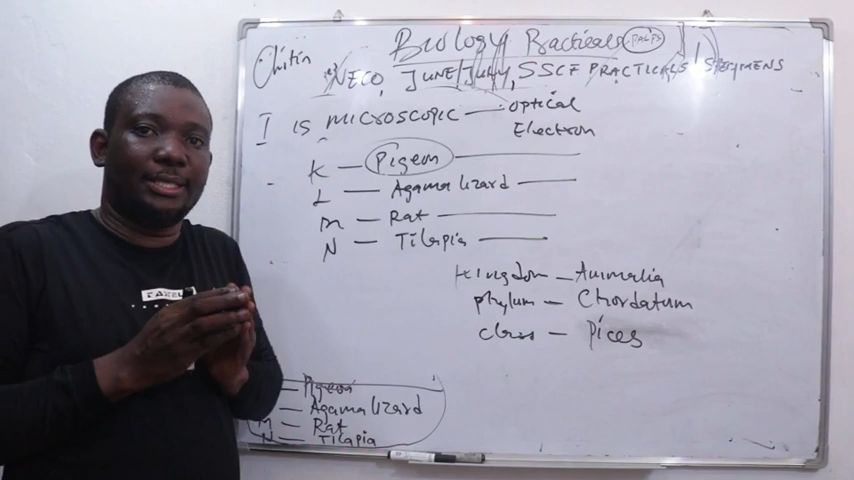 Chitin
Biology Practicals PALPS
NECO, JUNE/JULY, SSCE PRACTICALS SPECIMENS
I is microscopic — optical
Electron
K — Pigeon
L — Agama lizard
M — Rat
N — Tilapia
Kingdom — Animalia
phylum — Chordatum
class — Pices
— Pigeon
— Agama lizard
M — Rat
N — Tilapia